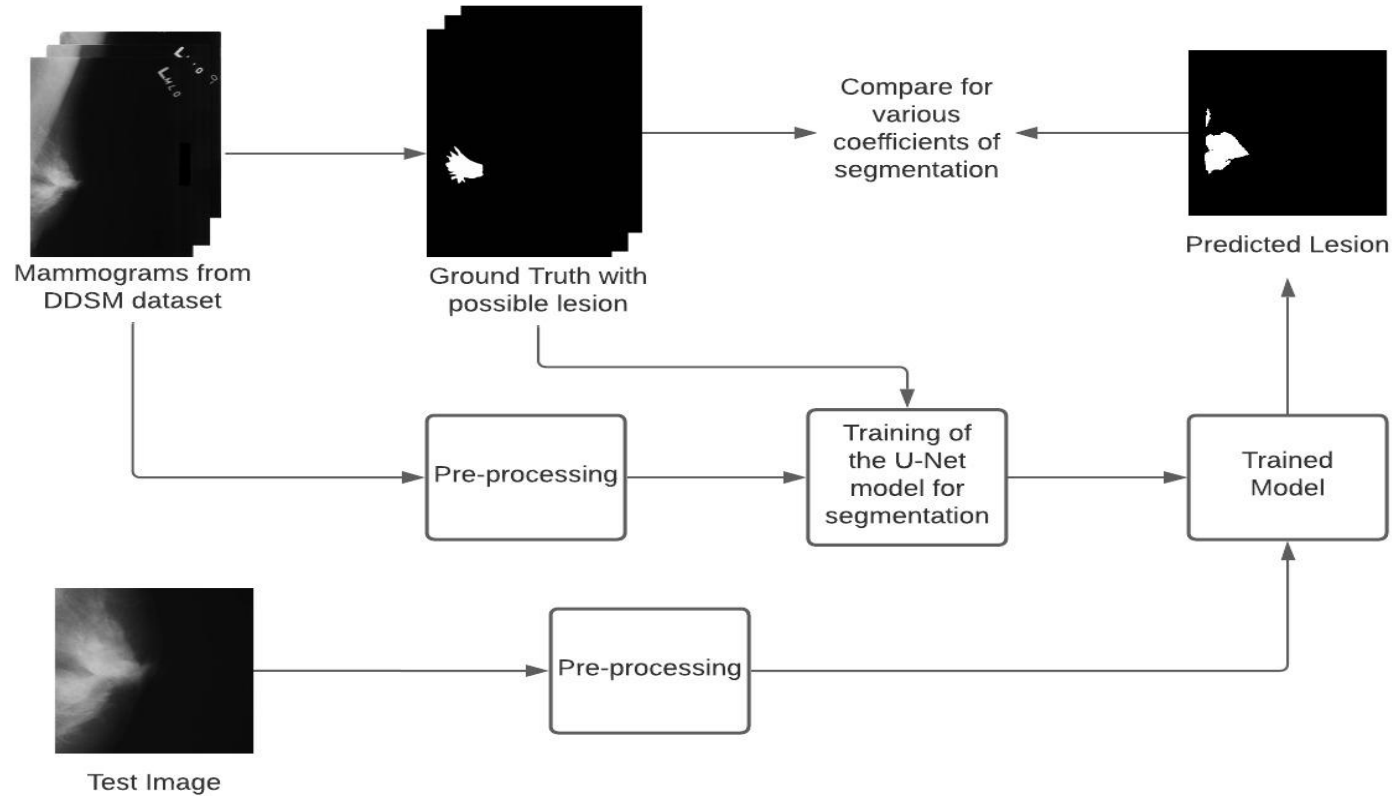 L
LMLO
Mammograms from
DDSM dataset
Ground Truth with
possible lesion
Compare for
various
coefficients of
segmentation
Predicted Lesion
Pre-processing
Training of
the U-Net
model for
segmentation
Trained
Model
Pre-processing
Test Image